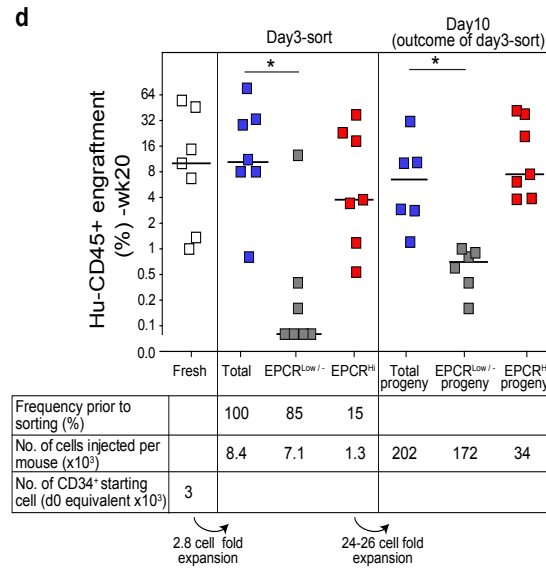 d
Day3-sort
Day10
(outcome of day3-sort)
*
*
Hu-CD45+ engraftment
(%) -wk20
64
32
16
8
4
2
1
0.5
0.2
0.1
0.0
Fresh Total EPCR^Low / - EPCR^Hi Total progeny EPCR^Low / - progeny EPCR^H progeny
Frequency prior to sorting (%) 100 85 15
No. of cells injected per mouse (x10³) 8.4 7.1 1.3 202 172 34
No. of CD34⁺ starting cell (d0 equivalent x10³) 3
2.8 cell fold expansion
24-26 cell fold expansion